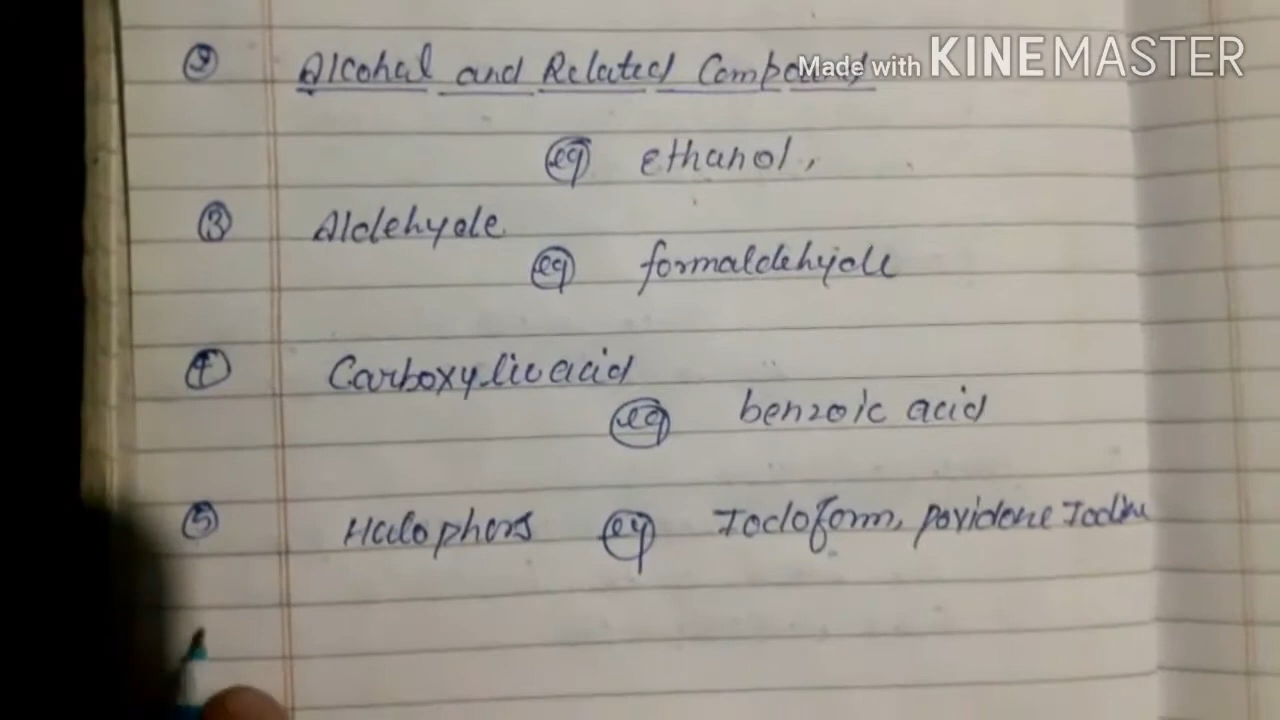 ② Alcohal and Related Compound
Made with KINEMASTER
eg ethanol,
③ Aldehyde
eg formaldehyde
④ Carboxylic acid
eg benzoic acid
⑤ Halophors eg Iodoform, povidone Iodine